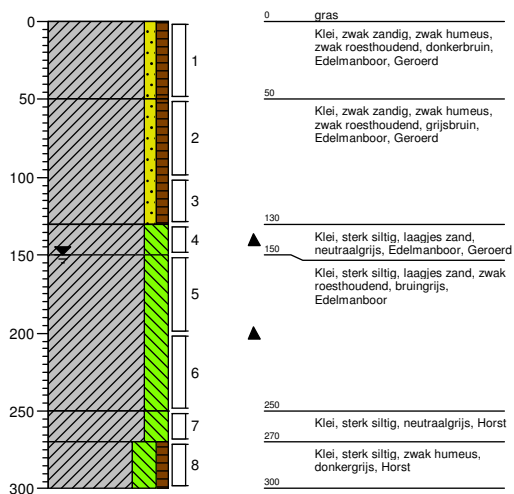 0
50
100
150
200
250
300
1
2
3
4
5
6
7
8
0 gras
Klei, zwak zandig, zwak humeus,
zwak roesthoudend, donkerbruin,
Edelmanboor, Geroerd
50
Klei, zwak zandig, zwak humeus,
zwak roesthoudend, grijsbruin,
Edelmanboor, Geroerd
130
Klei, sterk siltig, laagjes zand,
neutraalgrijs, Edelmanboor, Geroerd
150
Klei, sterk siltig, laagjes zand, zwak
roesthoudend, bruingrijs,
Edelmanboor
250
Klei, sterk siltig, neutraalgrijs, Horst
270
Klei, sterk siltig, zwak humeus,
donkergrijs, Horst
300